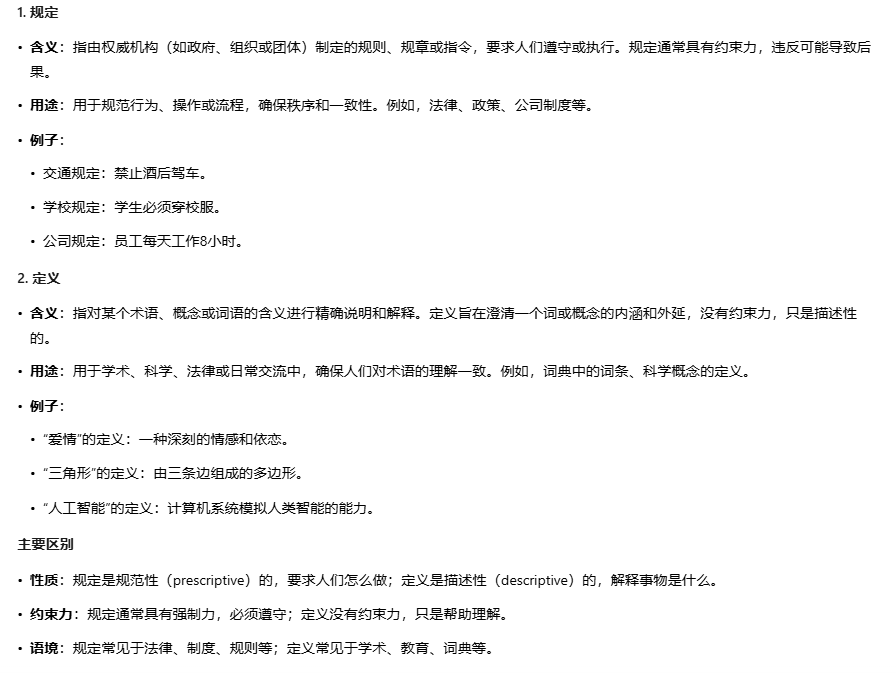 1. 规定
• 含义：指由权威机构（如政府、组织或团体）制定的规则、规章或指令，要求人们遵守或执行。规定通常具有约束力，违反可能导致后
果。
• 用途：用于规范行为、操作或流程，确保秩序和一致性。例如，法律、政策、公司制度等。
• 例子：
• 交通规定：禁止酒后驾车。
• 学校规定：学生必须穿校服。
• 公司规定：员工每天工作8小时。
2. 定义
• 含义：指对某个术语、概念或词语的含义进行精确说明和解释。定义旨在澄清一个词或概念的内涵和外延，没有约束力，只是描述性
的。
• 用途：用于学术、科学、法律或日常交流中，确保人们对术语的理解一致。例如，词典中的词条、科学概念的定义。
• 例子：
• “爱情”的定义：一种深刻的情感和依恋。
• “三角形”的定义：由三条边组成的多边形。
• “人工智能”的定义：计算机系统模拟人类智能的能力。
主要区别
• 性质：规定是规范性（prescriptive）的，要求人们怎么做；定义是描述性（descriptive）的，解释事物是什么。
• 约束力：规定通常具有强制力，必须遵守；定义没有约束力，只是帮助理解。
• 语境：规定常见于法律、制度、规则等；定义常见于学术、教育、词典等。